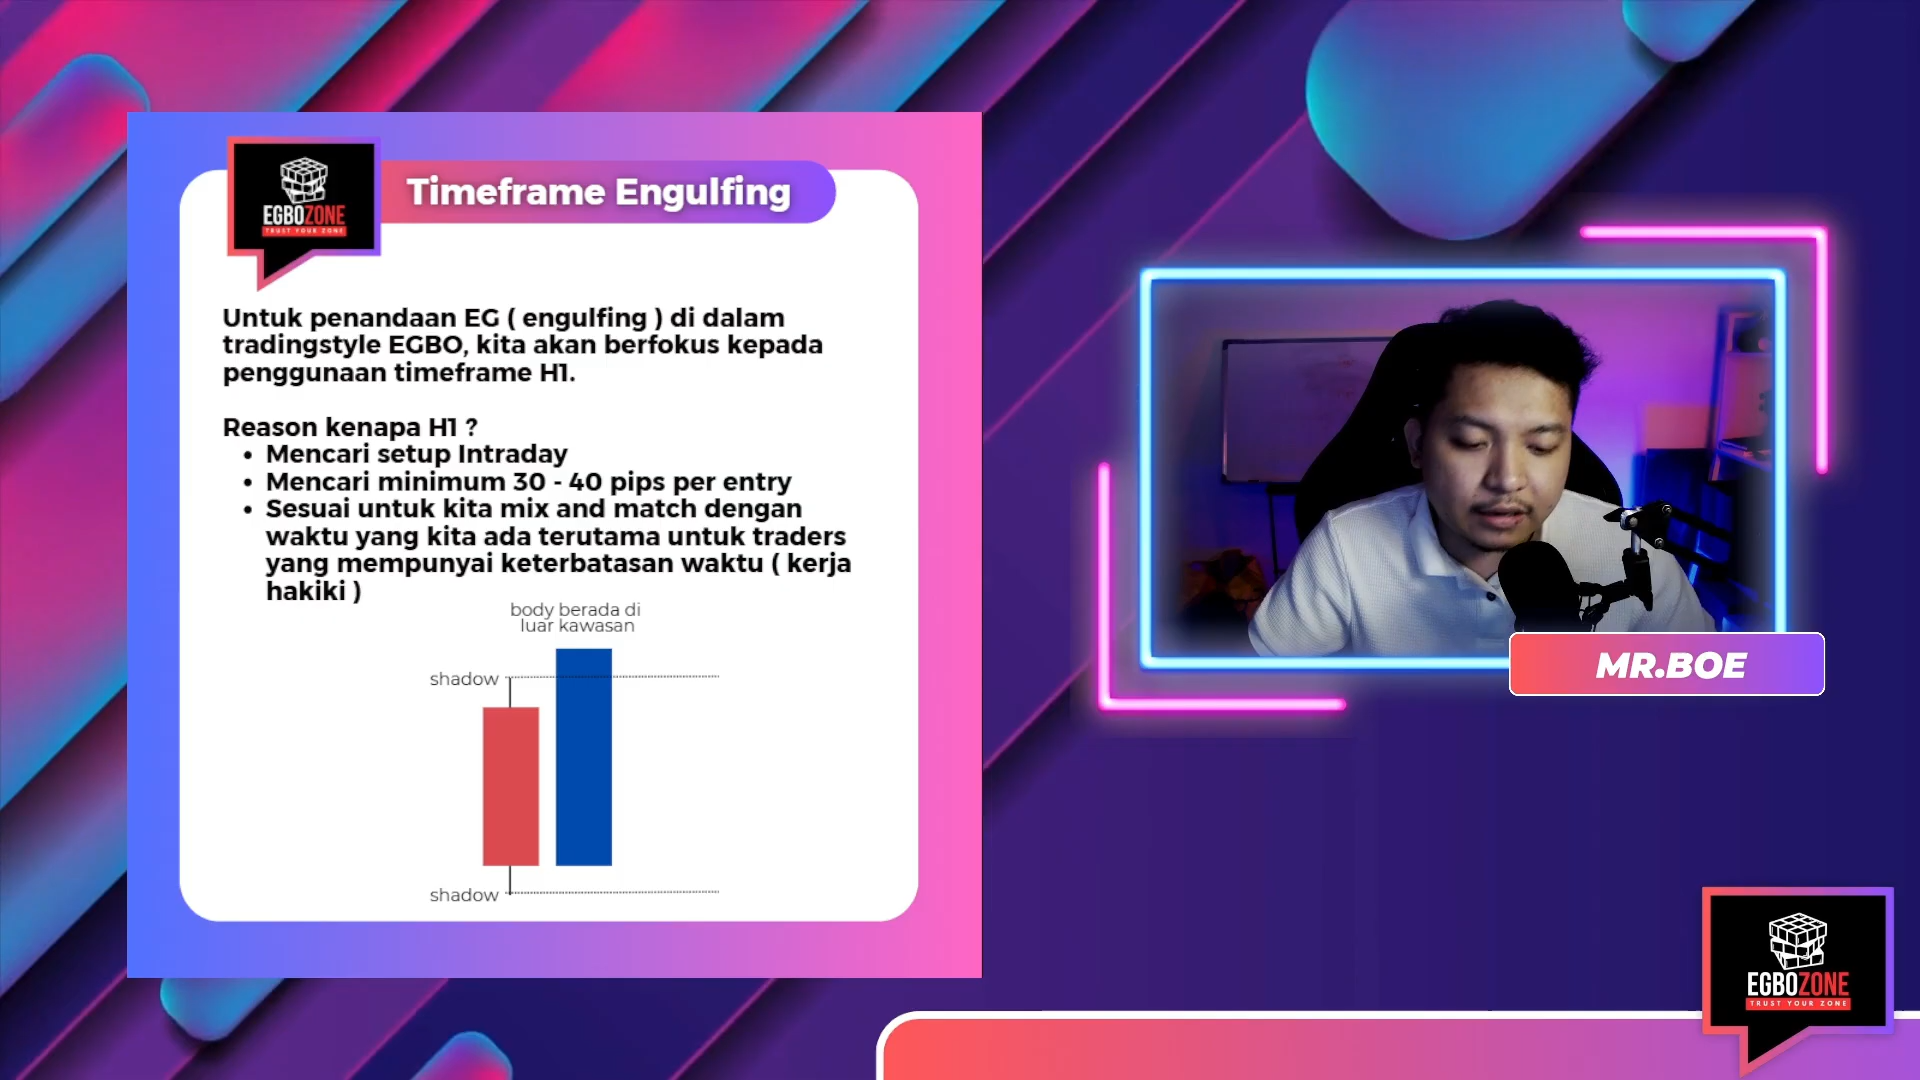 EGBOZONE
TRUST YOUR ZONE
Timeframe Engulfing
Untuk penandaan EG ( engulfing ) di dalam
tradingstyle EGBO, kita akan berfokus kepada
penggunaan timeframe H1.
Reason kenapa H1 ?
• Mencari setup Intraday
• Mencari minimum 30 - 40 pips per entry
• Sesuai untuk kita mix and match dengan
waktu yang kita ada terutama untuk traders
yang mempunyai keterbatasan waktu ( kerja
hakiki )
body berada di
luar kawasan
shadow
shadow
MR.BOE
EGBOZONE
TRUST YOUR ZONE